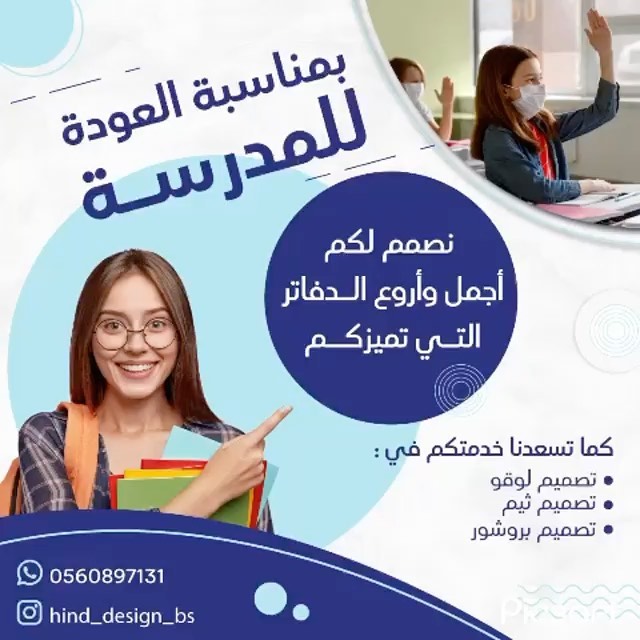 بمناسبة العودة
للمدرسة
نصمم لكم
أجمل وأروع الدفاتر
التي تميزكم
كما تسعدنا خدمتكم في :
• تصميم لوقو
• تصميم ثيم
• تصميم بروشور
0560897131
hind_design_bs